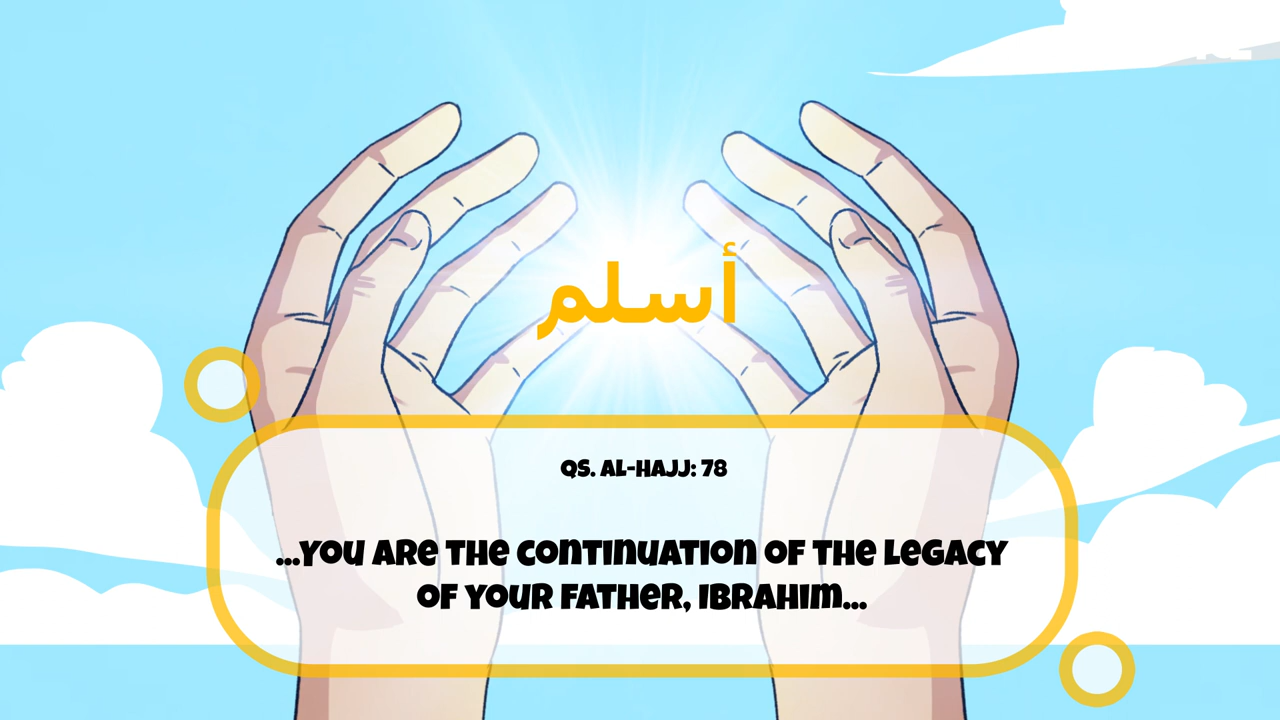 أسلم
QS. AL-HAJJ: 78
...YOU ARE THE CONTINUATION OF THE LEGACY
OF YOUR FATHER, IBRAHIM...